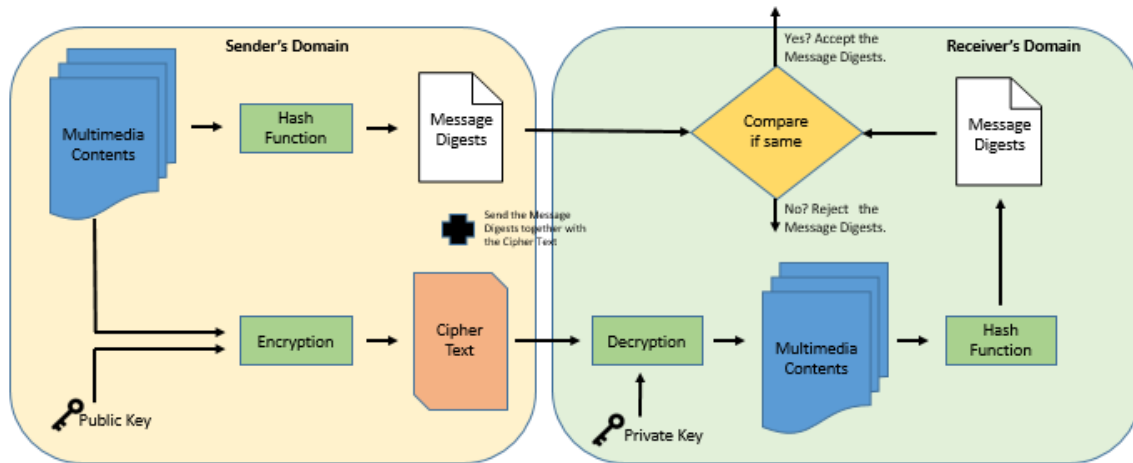 Sender's Domain
Multimedia
Contents
Hash
Function
Message
Digests
Send the Message
Digests together with
the Cipher Text
Public Key
Encryption
Cipher
Text
Receiver's Domain
Yes? Accept the
Message Digests.
Compare
if same
No? Reject the
Message Digests.
Message
Digests
Decryption
Private Key
Multimedia
Contents
Hash
Function